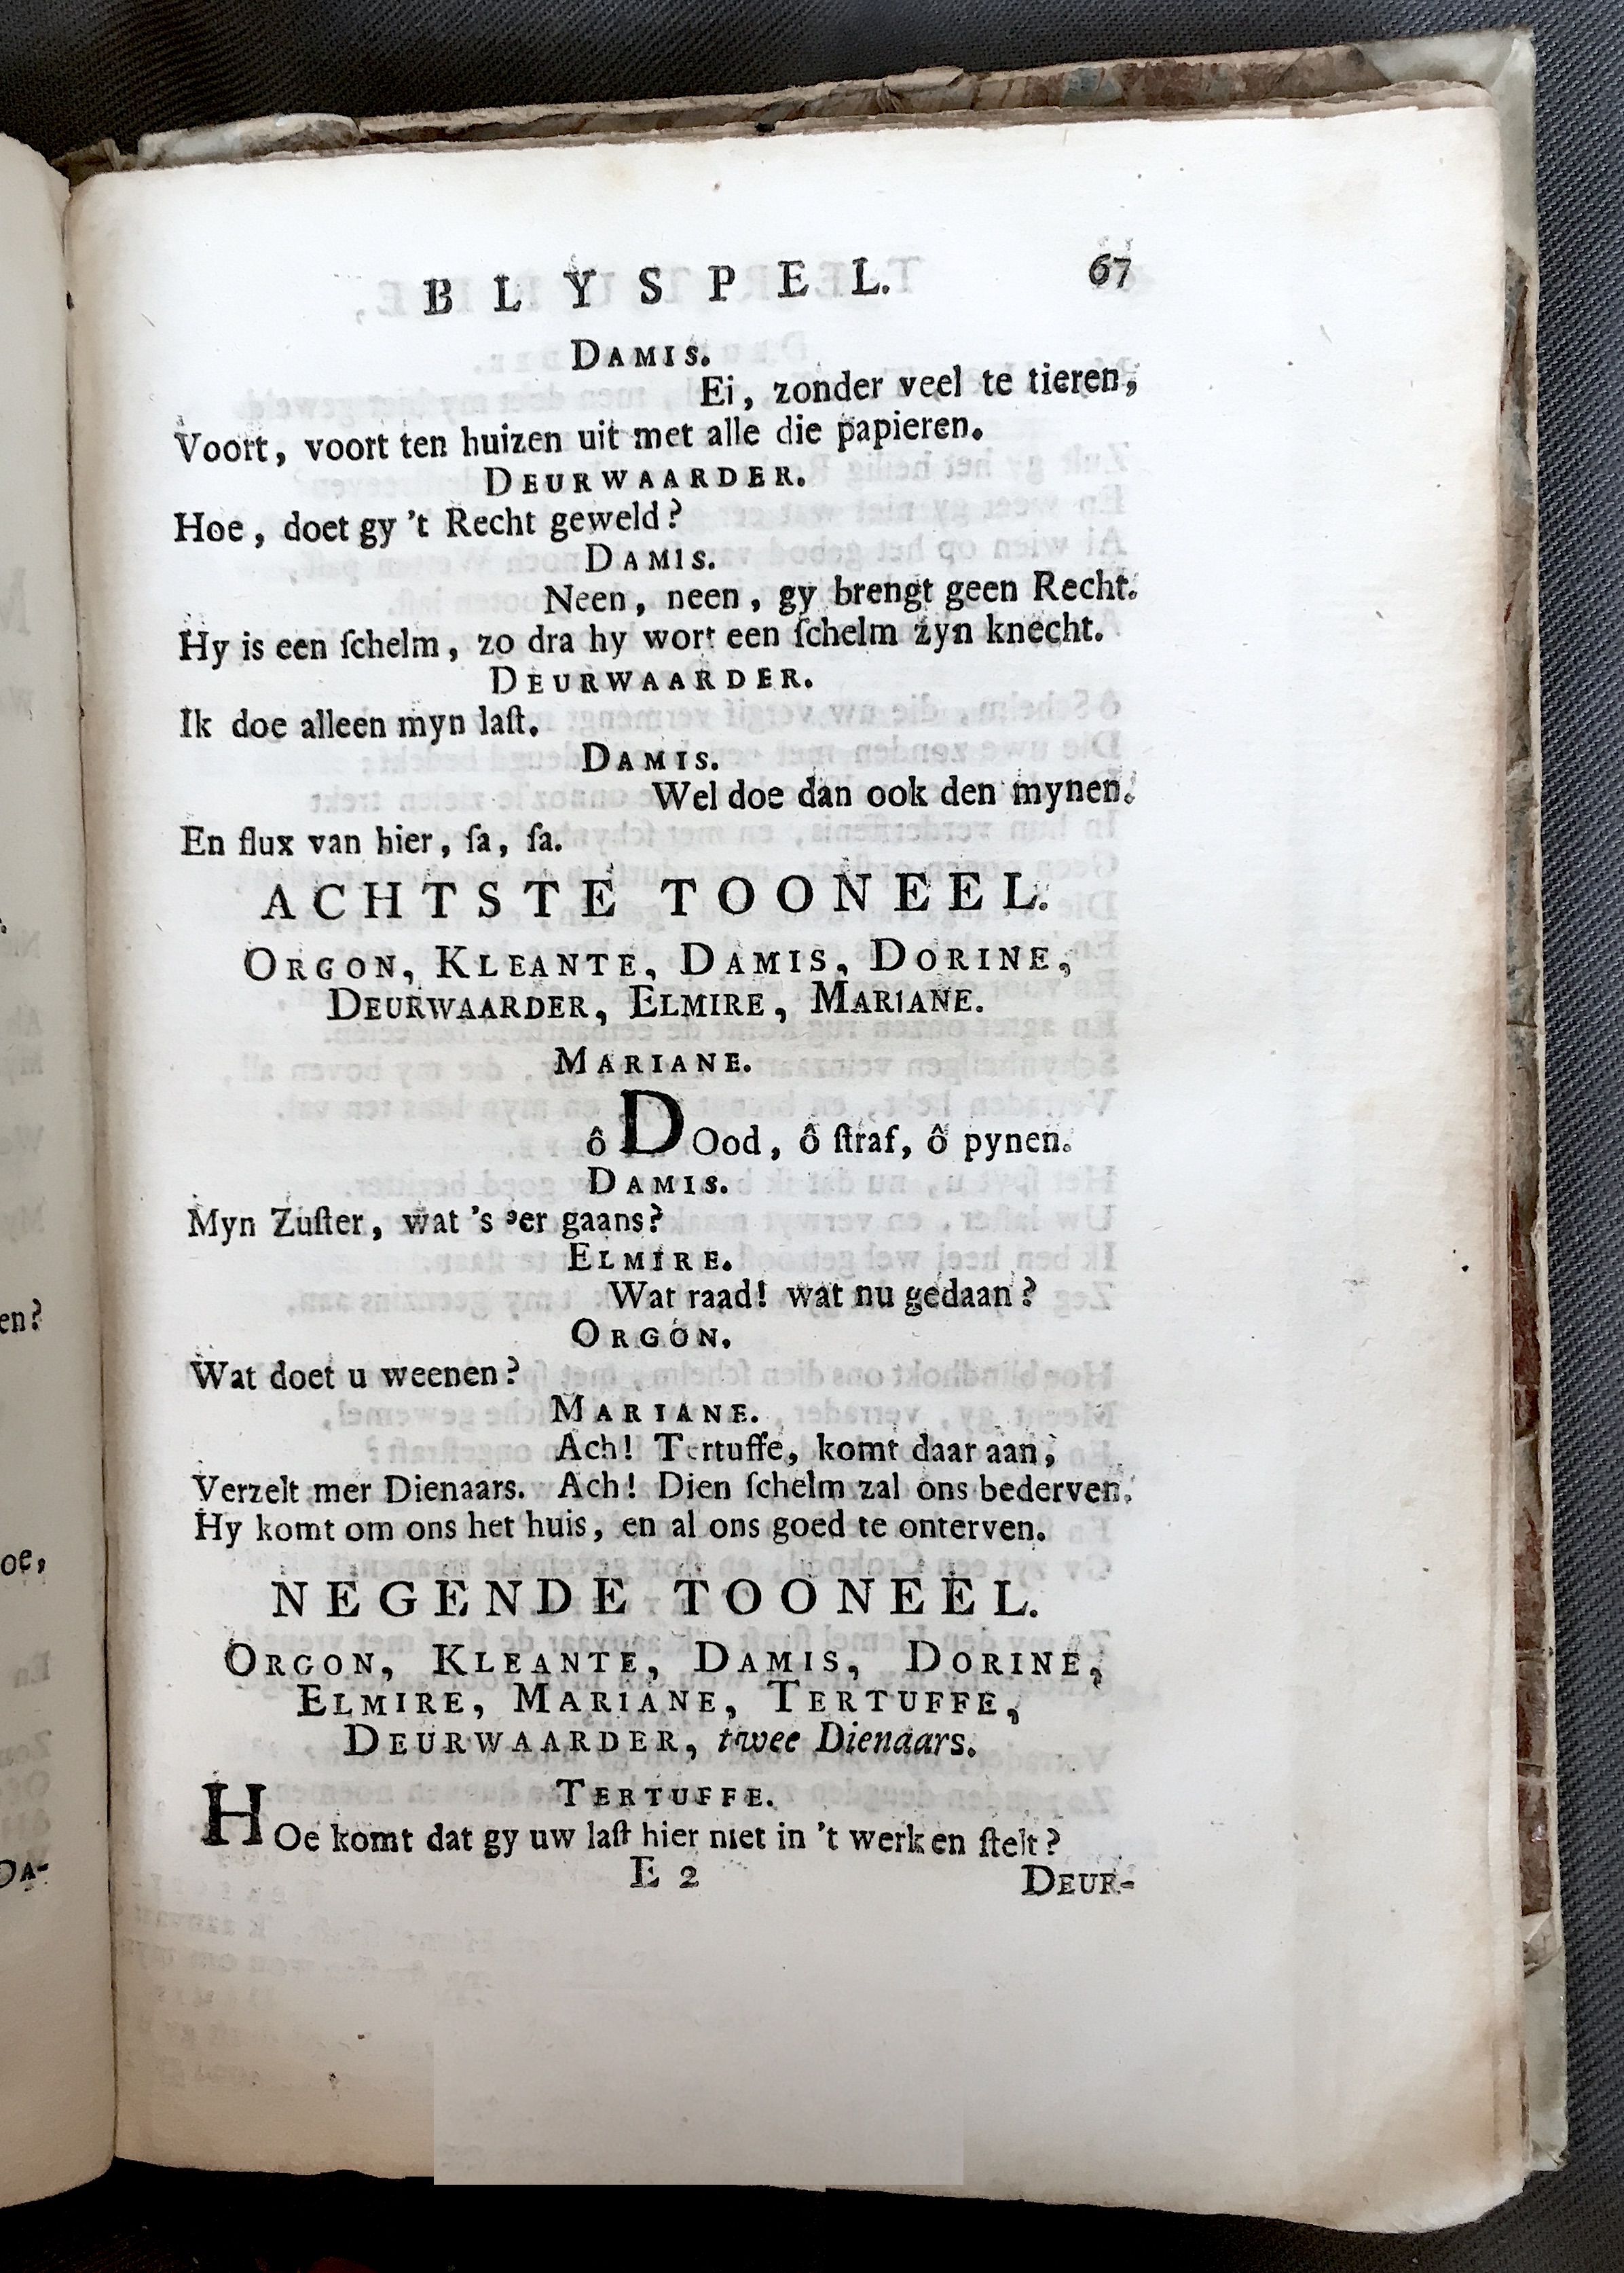 BLYSPEL. 67
DAMIS.
Ei, zonder veel te tieren,
Voort, voort ten huizen uit met alle die papieren.
DEURWAARDER.
Hoe, doet gy 't Recht geweld?
DAMIS.
Neen, neen, gy brengt geen Recht.
Hy is een ſchelm, zo dra hy wort een ſchelm zyn knecht.
DEURWAARDER.
Ik doe alleen myn laſt.
DAMIS.
Wel doe dan ook den mynen.
En flux van hier, ſa, ſa.
ACHTSTE TOONEEL.
ORGON, KLEANTE, DAMIS, DORINE,
DEURWAARDER, ELMIRE, MARIANE.
MARIANE.
ô DOod, ô ſtraf, ô pynen.
DAMIS.
Myn Zuſter, wat 's 'er gaans?
ELMIRE.
Wat raad! wat nu gedaan?
ORGON.
Wat doet u weenen?
MARIANE.
Ach! Tertuffe, komt daar aan,
Verzelt met Dienaars. Ach! Dien ſchelm zal ons bederven.
Hy komt om ons het huis, en al ons goed te onterven.
NEGENDE TOONEEL.
ORGON, KLEANTE, DAMIS, DORINE,
ELMIRE, MARIANE, TERTUFFE,
DEURWAARDER, twee Dienaars.
TERTUFFE.
HOe komt dat gy uw laſt hier niet in 't werk en ſtelt?
E 2 DEUR-
en?
oe,
DA-